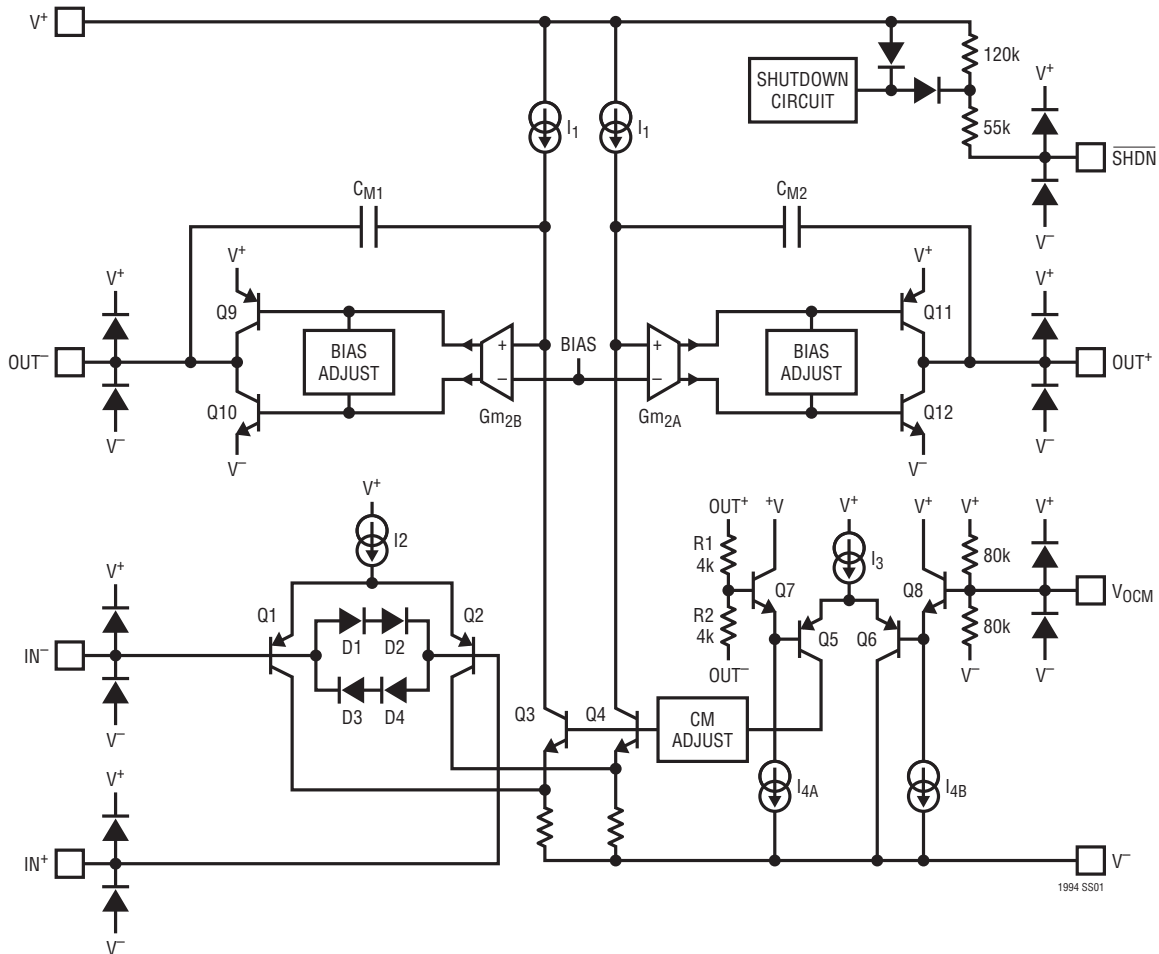 V+
120k
SHUTDOWN
CIRCUIT
V+
I1
I1
55k
SHDN
CM1
CM2
V–
V+
V+
V+
V+
Q9
Q11
BIAS
ADJUST
BIAS
BIAS
ADJUST
+
+
OUT–
OUT+
–
–
Q10
Gm2B
Gm2A
Q12
V–
V–
V–
V–
V+
I2
OUT+
+V
V+
V+
V+
V+
R1
4k
I3
80k
V+
Q1
Q2
Q7
Q8
VOCM
R2
4k
Q5
Q6
80k
IN–
D1
D2
OUT–
V–
V–
D3
D4
V–
Q3
Q4
CM
ADJUST
V+
I4A
I4B
IN+
V–
V–
1994 SS01